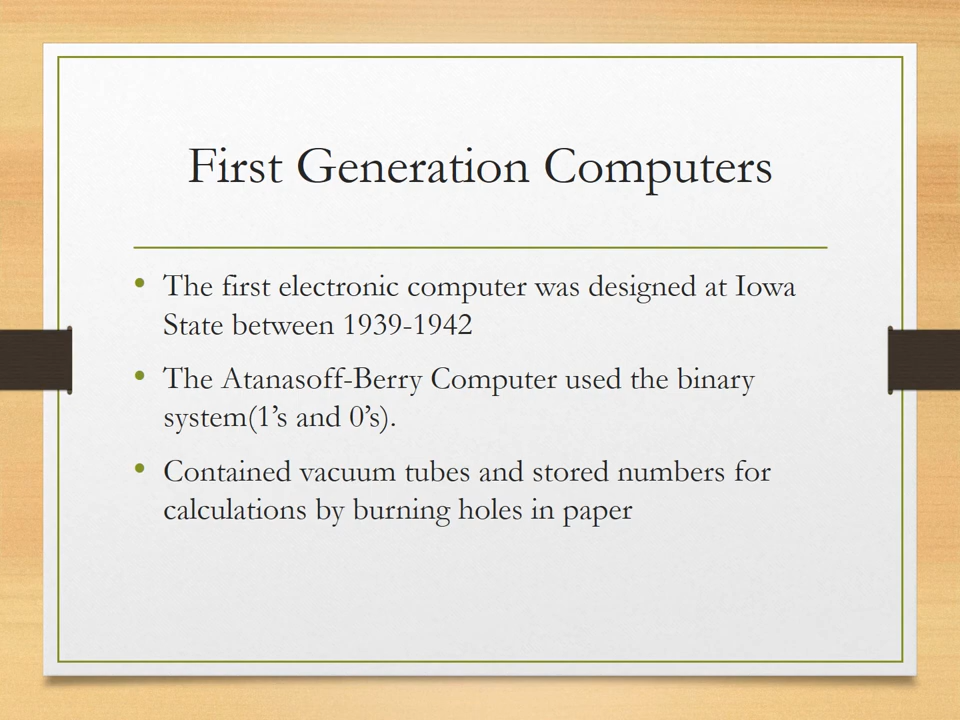 First Generation Computers
• The first electronic computer was designed at Iowa
State between 1939-1942
• The Atanasoff-Berry Computer used the binary
system(1’s and 0’s).
• Contained vacuum tubes and stored numbers for
calculations by burning holes in paper